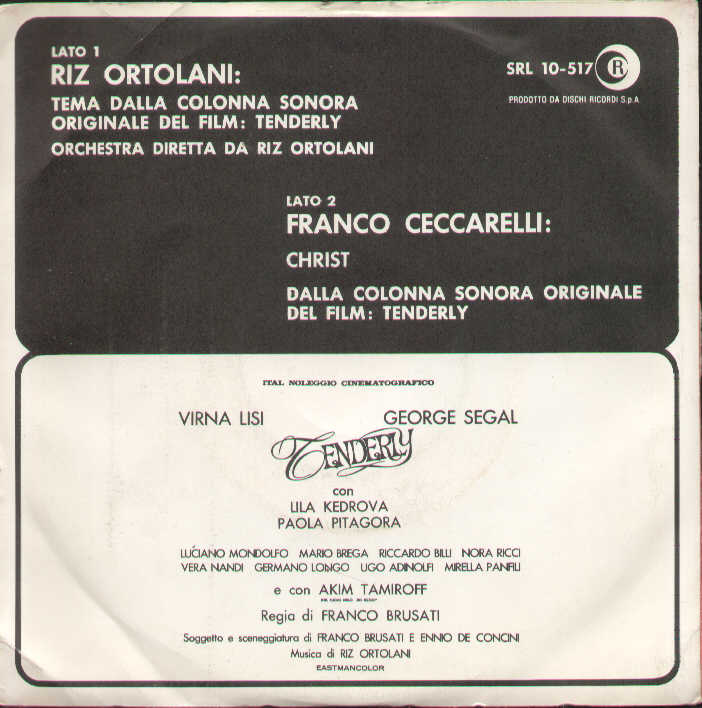 LATO 1
RIZ ORTOLANI:
TEMA DALLA COLONNA SONORA
ORIGINALE DEL FILM: TENDERLY
ORCHESTRA DIRETTA DA RIZ ORTOLANI
SRL 10-517 R
PRODOTTO DA DISCHI RICORDI S.p.A
LATO 2
FRANCO CECCARELLI:
CHRIST
DALLA COLONNA SONORA ORIGINALE
DEL FILM: TENDERLY
ITAL NOLEGGIO CINEMATOGRAFICO
VIRNA LISI GEORGE SEGAL
TENDERLY
con
LILA KEDROVA
PAOLA PITAGORA
LUCIANO MONDOLFO MARIO BREGA RICCARDO BILLI NORA RICCI
VERA NANDI GERMANO LONGO UGO ADINOLFI MIRELLA PANFILI
e con AKIM TAMIROFF
Regia di FRANCO BRUSATI
Soggetto e sceneggiatura di FRANCO BRUSATI E ENNIO DE CONCINI
Musica di RIZ ORTOLANI
EASTMANCOLOR